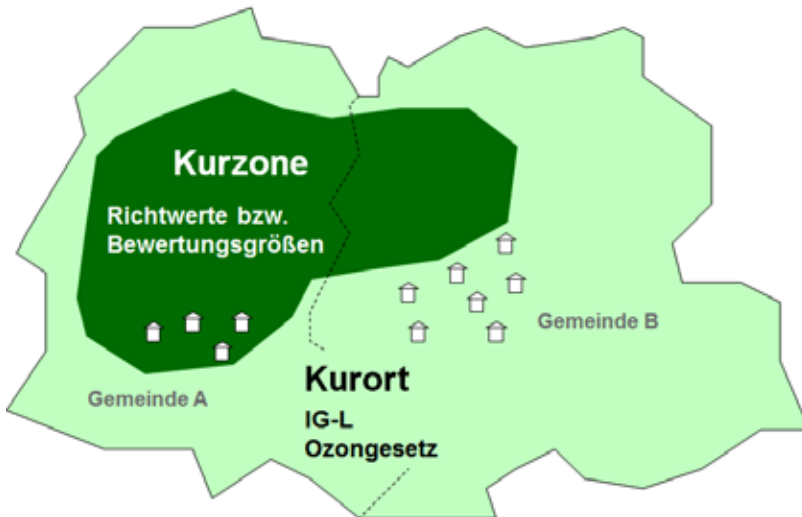 Kurzone
Richtwerte bzw.
Bewertungsgrößen
Gemeinde B
Gemeinde A
Kurort
IG-L
Ozongesetz